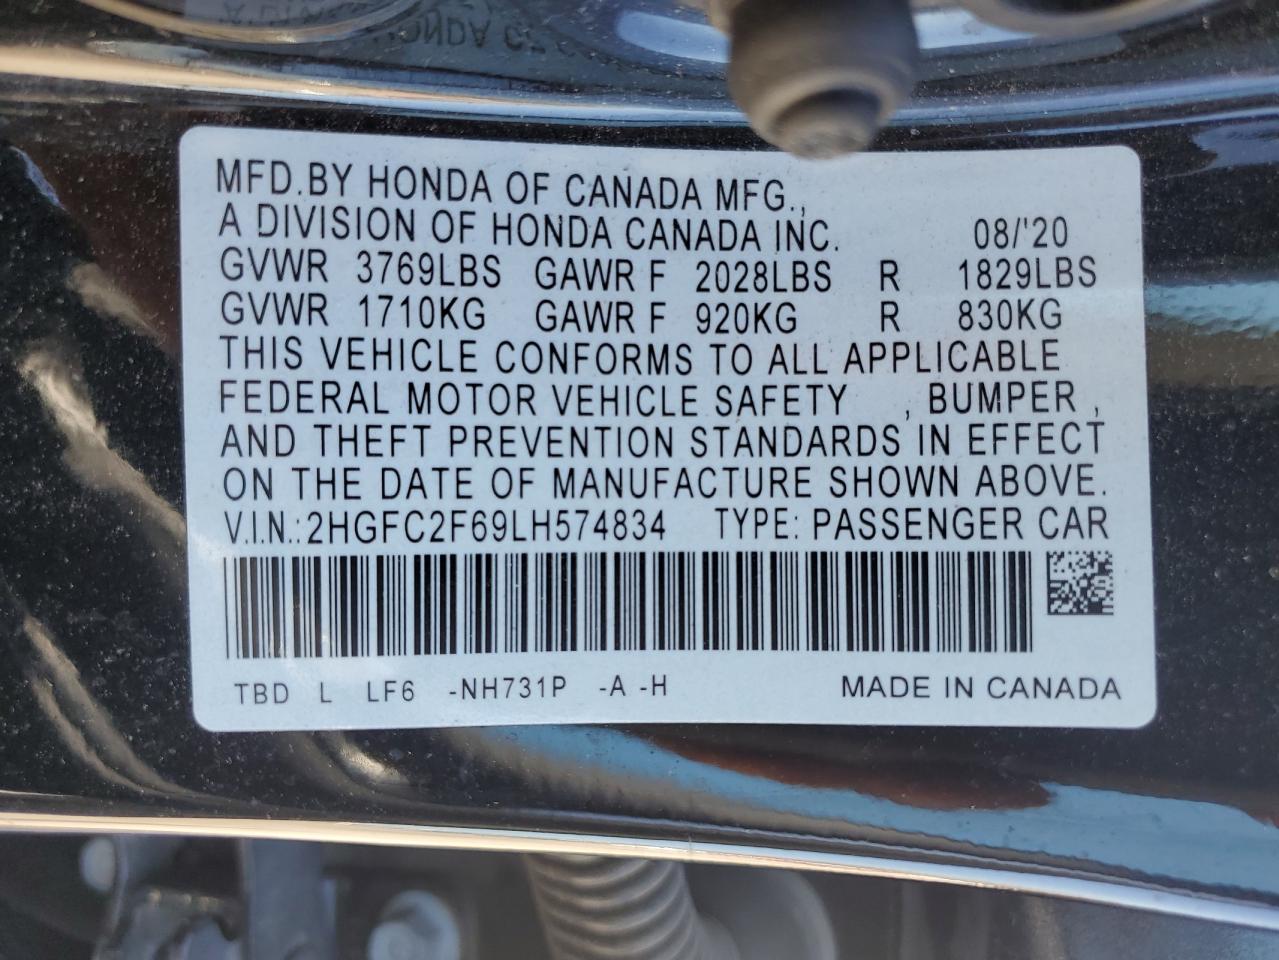 MFD.BY HONDA OF CANADA MFG.,
A DIVISION OF HONDA CANADA INC. 08/'20
GVWR 3769LBS GAWR F 2028LBS R 1829LBS
GVWR 1710KG GAWR F 920KG R 830KG
THIS VEHICLE CONFORMS TO ALL APPLICABLE
FEDERAL MOTOR VEHICLE SAFETY , BUMPER ,
AND THEFT PREVENTION STANDARDS IN EFFECT
ON THE DATE OF MANUFACTURE SHOWN ABOVE.
V.I.N.:2HGFC2F69LH574834 TYPE: PASSENGER CAR
TBD L LF6 -NH731P -A -H MADE IN CANADA